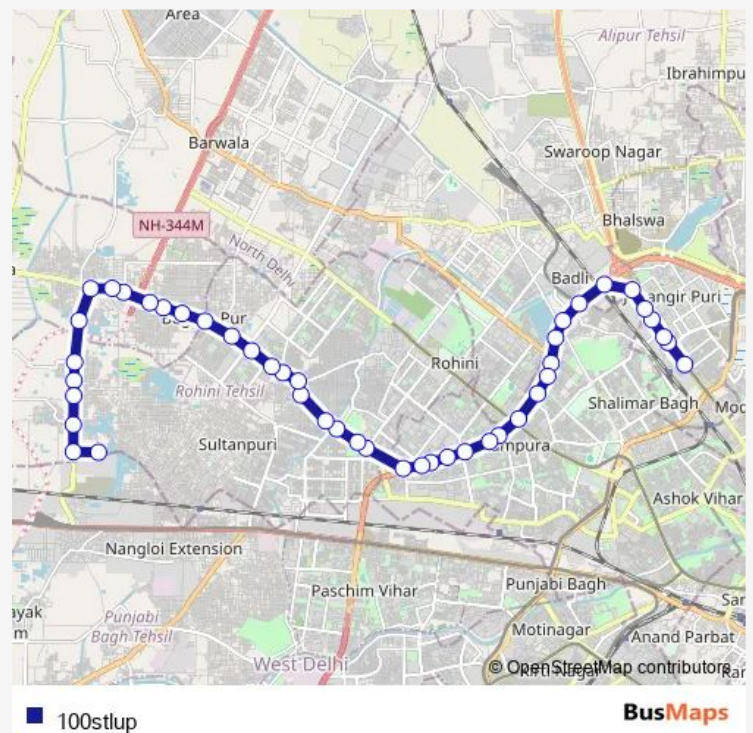 Area
Alipur Tehsil
Ibrahimpu
Barwala
Swaroop Nagar
NH-344M
Bhalswa
North Delhi
Badli
Pur
Rohini
Rohini Tehsil
Shalimar Bagh
Sultanpuri
Ashok Vihar
Nangloi Extension
Paschim Vihar
Punjabi Bagh
Punjabi
Bagh Tehsil
Motinagar
Anand Parbat
West Delhi
© OpenStreetMap contributors
100stlup
BusMaps